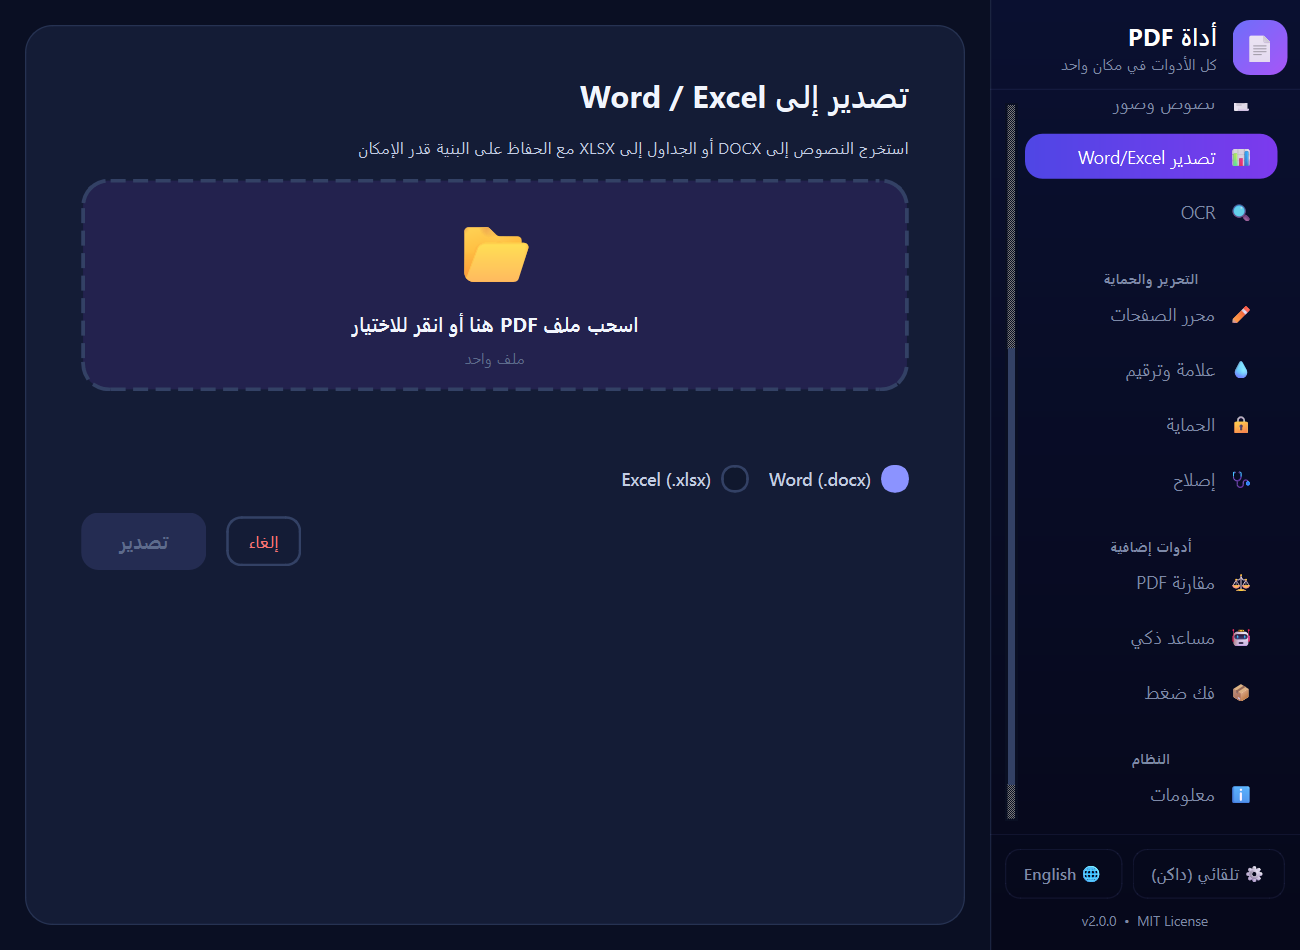 أداة PDF
كل الأدوات في مكان واحد
نصوص وصور
تصدير Word/Excel
OCR
التحرير والحماية
محرر الصفحات
علامة وترقيم
الحماية
إصلاح
أدوات إضافية
مقارنة PDF
مساعد ذكي
فك ضغط
النظام
معلومات
تلقائي (داكن)
English
v2.0.0 • MIT License
تصدير إلى Word / Excel
استخرج النصوص إلى DOCX أو الجداول إلى XLSX مع الحفاظ على البنية قدر الإمكان
اسحب ملف PDF هنا أو انقر للاختيار
ملف واحد
Word (.docx)
Excel (.xlsx)
إلغاء
تصدير